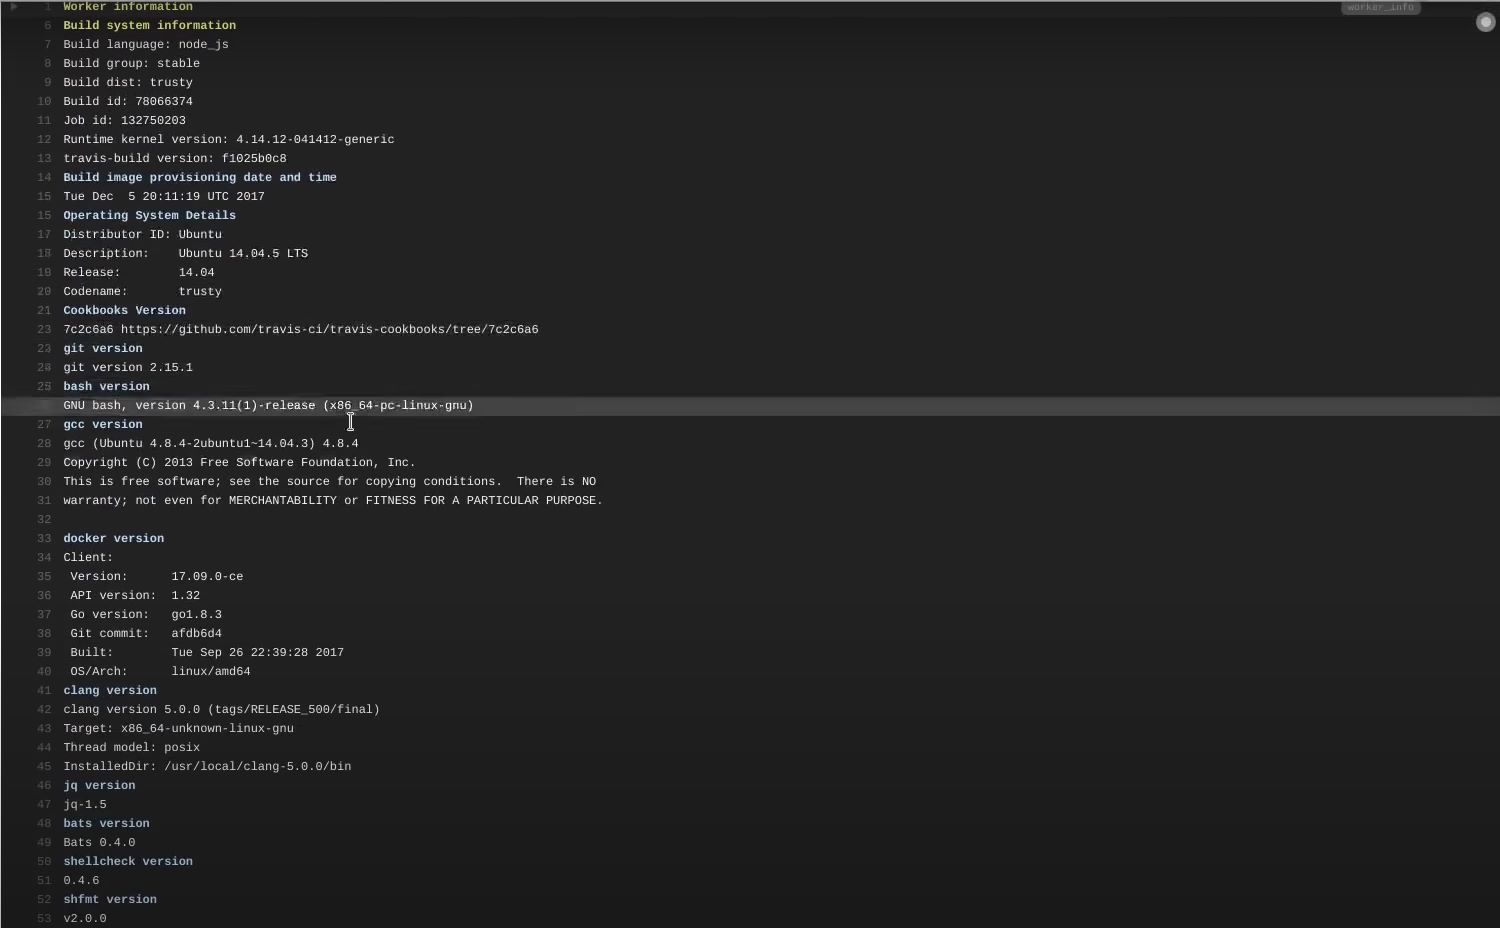 1 Worker information worker_info
6 Build system information
7 Build language: node_js
8 Build group: stable
9 Build dist: trusty
10 Build id: 78066374
11 Job id: 132750203
12 Runtime kernel version: 4.14.12-041412-generic
13 travis-build version: f1025b0c8
14 Build image provisioning date and time
15 Tue Dec  5 20:11:19 UTC 2017
15 Operating System Details
17 Distributor ID: Ubuntu
18 Description:    Ubuntu 14.04.5 LTS
18 Release:        14.04
20 Codename:       trusty
21 Cookbooks Version
23 7c2c6a6 https://github.com/travis-ci/travis-cookbooks/tree/7c2c6a6
23 git version
git version 2.15.1
25 bash version
GNU bash, version 4.3.11(1)-release (x86_64-pc-linux-gnu)
27 gcc version
28 gcc (Ubuntu 4.8.4-2ubuntu1~14.04.3) 4.8.4
29 Copyright (C) 2013 Free Software Foundation, Inc.
30 This is free software; see the source for copying conditions.  There is NO
31 warranty; not even for MERCHANTABILITY or FITNESS FOR A PARTICULAR PURPOSE.
32
33 docker version
34 Client:
35  Version:      17.09.0-ce
36  API version:  1.32
37  Go version:   go1.8.3
38  Git commit:   afdb6d4
39  Built:        Tue Sep 26 22:39:28 2017
40  OS/Arch:      linux/amd64
41 clang version
42 clang version 5.0.0 (tags/RELEASE_500/final)
43 Target: x86_64-unknown-linux-gnu
44 Thread model: posix
45 InstalledDir: /usr/local/clang-5.0.0/bin
46 jq version
47 jq-1.5
48 bats version
49 Bats 0.4.0
50 shellcheck version
51 0.4.6
52 shfmt version
53 v2.0.0